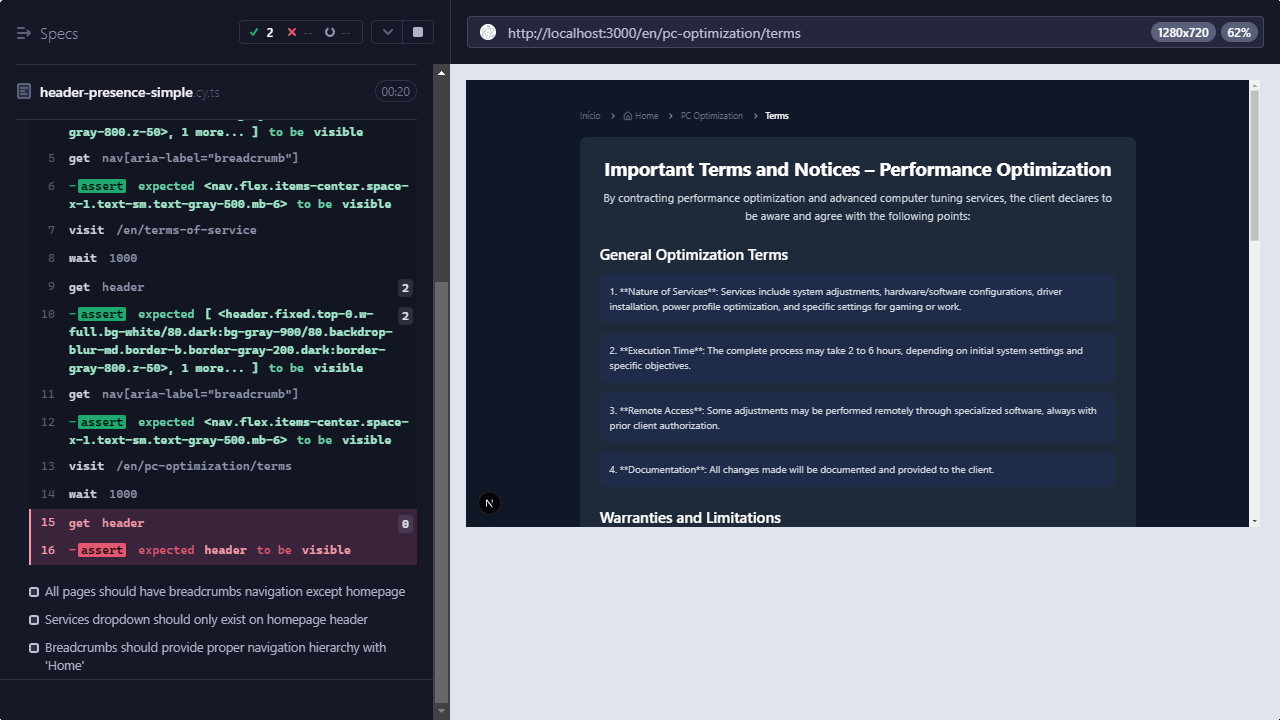 Specs
2
--
--
header-presence-simple.cy.ts
00:20
gray-800.z-50>, 1 more... ] to be visible
5 get nav[aria-label="breadcrumb"]
6 -assert expected <nav.flex.items-center.space-
x-1.text-sm.text-gray-500.mb-6> to be
visible
7 visit /en/terms-of-service
8 wait 1000
9 get header 2
10 -assert expected [ <header.fixed.top-0.w- 2
full.bg-white/80.dark:bg-gray-900/80.backdrop-
blur-md.border-b.border-gray-200.dark:border-
gray-800.z-50>, 1 more... ] to be visible
11 get nav[aria-label="breadcrumb"]
12 -assert expected <nav.flex.items-center.space-
x-1.text-sm.text-gray-500.mb-6> to be
visible
13 visit /en/pc-optimization/terms
14 wait 1000
15 get header 0
16 -assert expected header to be visible
All pages should have breadcrumbs navigation except homepage
Services dropdown should only exist on homepage header
Breadcrumbs should provide proper navigation hierarchy with
'Home'
http://localhost:3000/en/pc-optimization/terms
1280x720
62%
Início > Home > PC Optimization > Terms
Important Terms and Notices – Performance Optimization
By contracting performance optimization and advanced computer tuning services, the client declares to
be aware and agree with the following points:
General Optimization Terms
1. **Nature of Services**: Services include system adjustments, hardware/software configurations, driver
installation, power profile optimization, and specific settings for gaming or work.
2. **Execution Time**: The complete process may take 2 to 6 hours, depending on initial system settings and
specific objectives.
3. **Remote Access**: Some adjustments may be performed remotely through specialized software, always with
prior client authorization.
4. **Documentation**: All changes made will be documented and provided to the client.
N
Warranties and Limitations